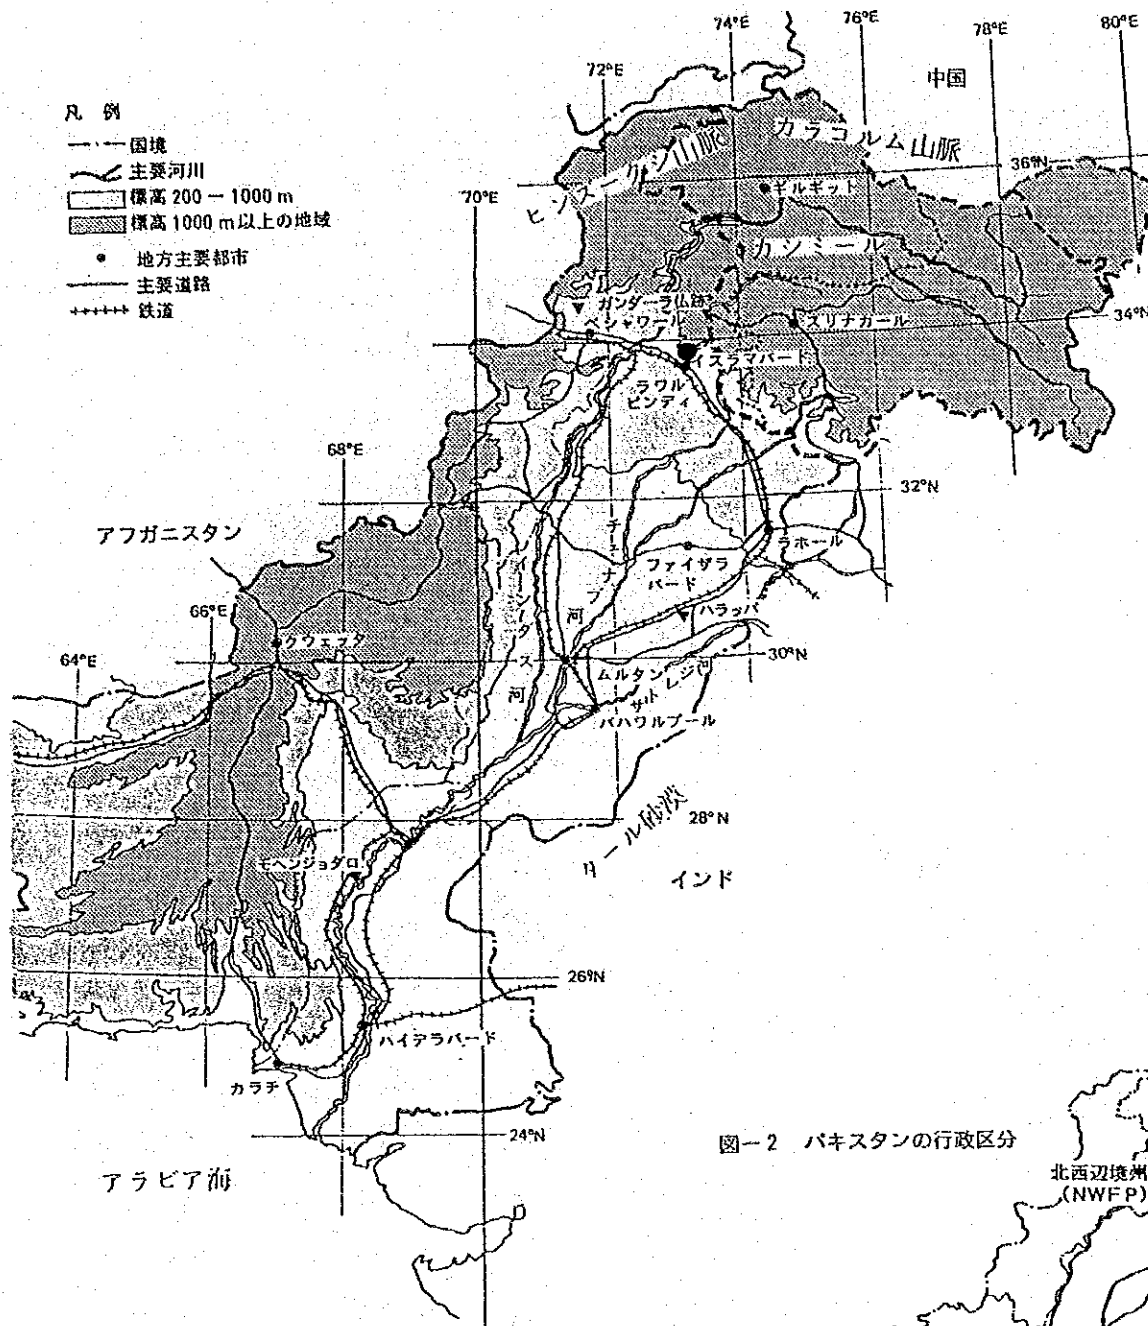 凡 例
国境
主要河川
標高 200 － 1000 m
標高 1000 m 以上の地域
地方主要都市
主要道路
鉄道
80°E
78°E
76°E
74°E
72°E
70°E
68°E
66°E
64°E
中国
カラコルム山脈
ヒンズークシ山脈
36°N
ギルギット
カシミール
ガンダーラ仏跡
ペシャワール
スリナガール
34°N
イスラマバード
ラワル
ピンディ
32°N
アフガニスタン
インダス河
チェナブ河
ラホール
ファイザラ
バード
ハラッパ
クウェッタ
30°N
ムルタン
サトレジ河
バハワルプール
28°N
タール砂漠
モヘンジョダロ
インド
26°N
ハイデラバード
カラチ
24°N
アラビア海
図－2 パキスタンの行政区分
北西辺境州
(NWFP)